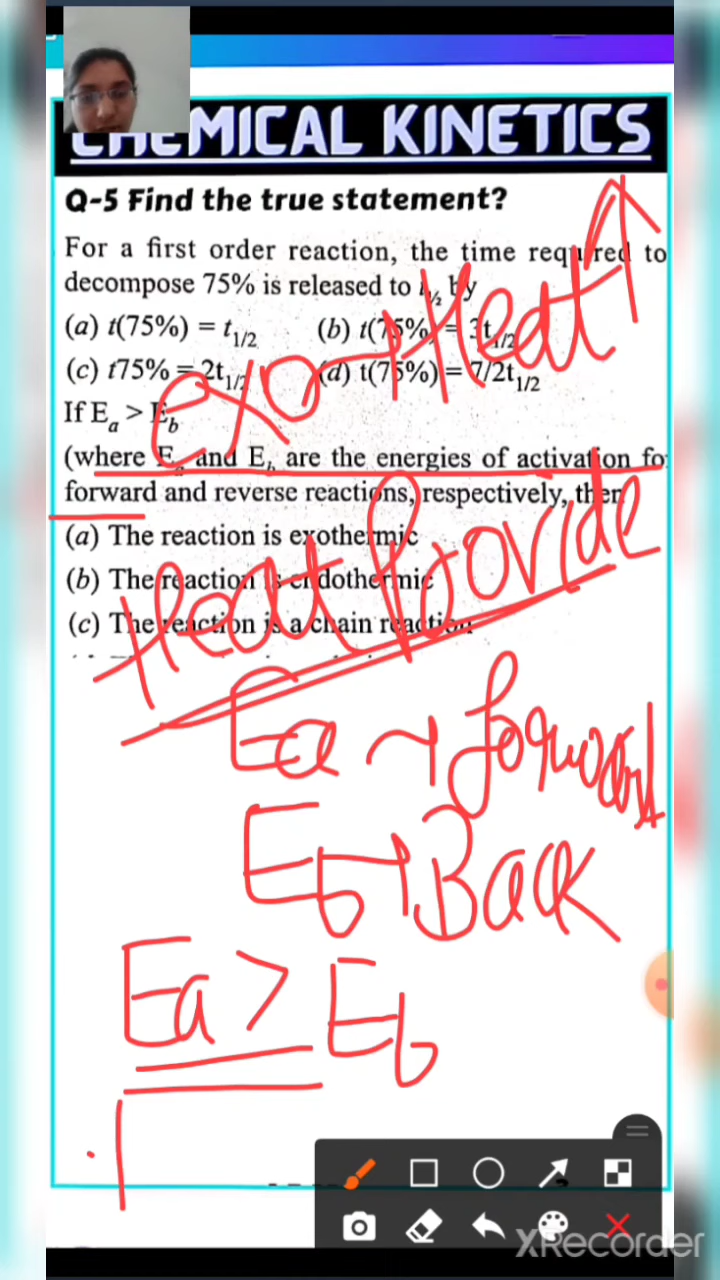 CHEMICAL KINETICS
Q-5 Find the true statement?
For a first order reaction, the time required to
decompose 75% is released to t½ by
(a) t(75%) = t1/2 (b) t(75%) = 3t1/2
(c) t75% = 2t1/2 (d) t(75%) = 7/2t1/2
If Ea > Eb
(where Ea and Eb are the energies of activation fo
forward and reverse reactions, respectively, then
(a) The reaction is exothermic
(b) The reaction is endothermic
(c) The reaction is a chain reaction
exo → Heat ↑
Heat Provide
Ea → forward
Eb → Back
Ea > Eb
XRecorder